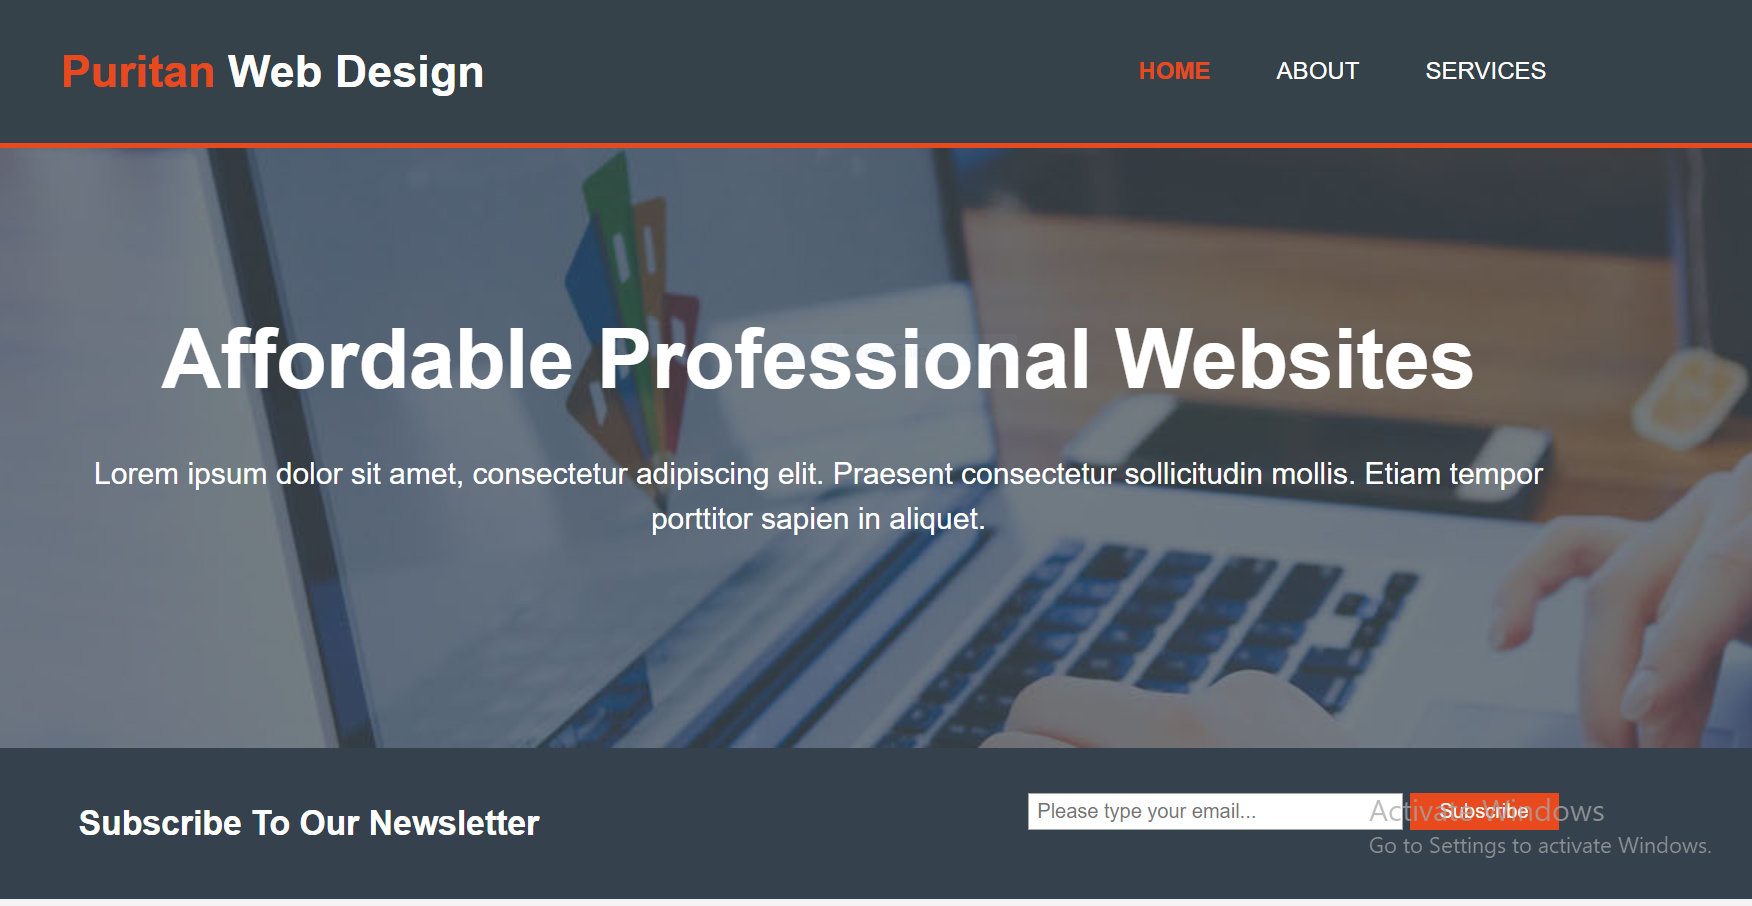 Puritan Web Design
HOME ABOUT SERVICES
Affordable Professional Websites
Lorem ipsum dolor sit amet, consectetur adipiscing elit. Praesent consectetur sollicitudin mollis. Etiam tempor
porttitor sapien in aliquet.
Subscribe To Our Newsletter
Please type your email...
Subscribe
Activate Windows
Go to Settings to activate Windows.